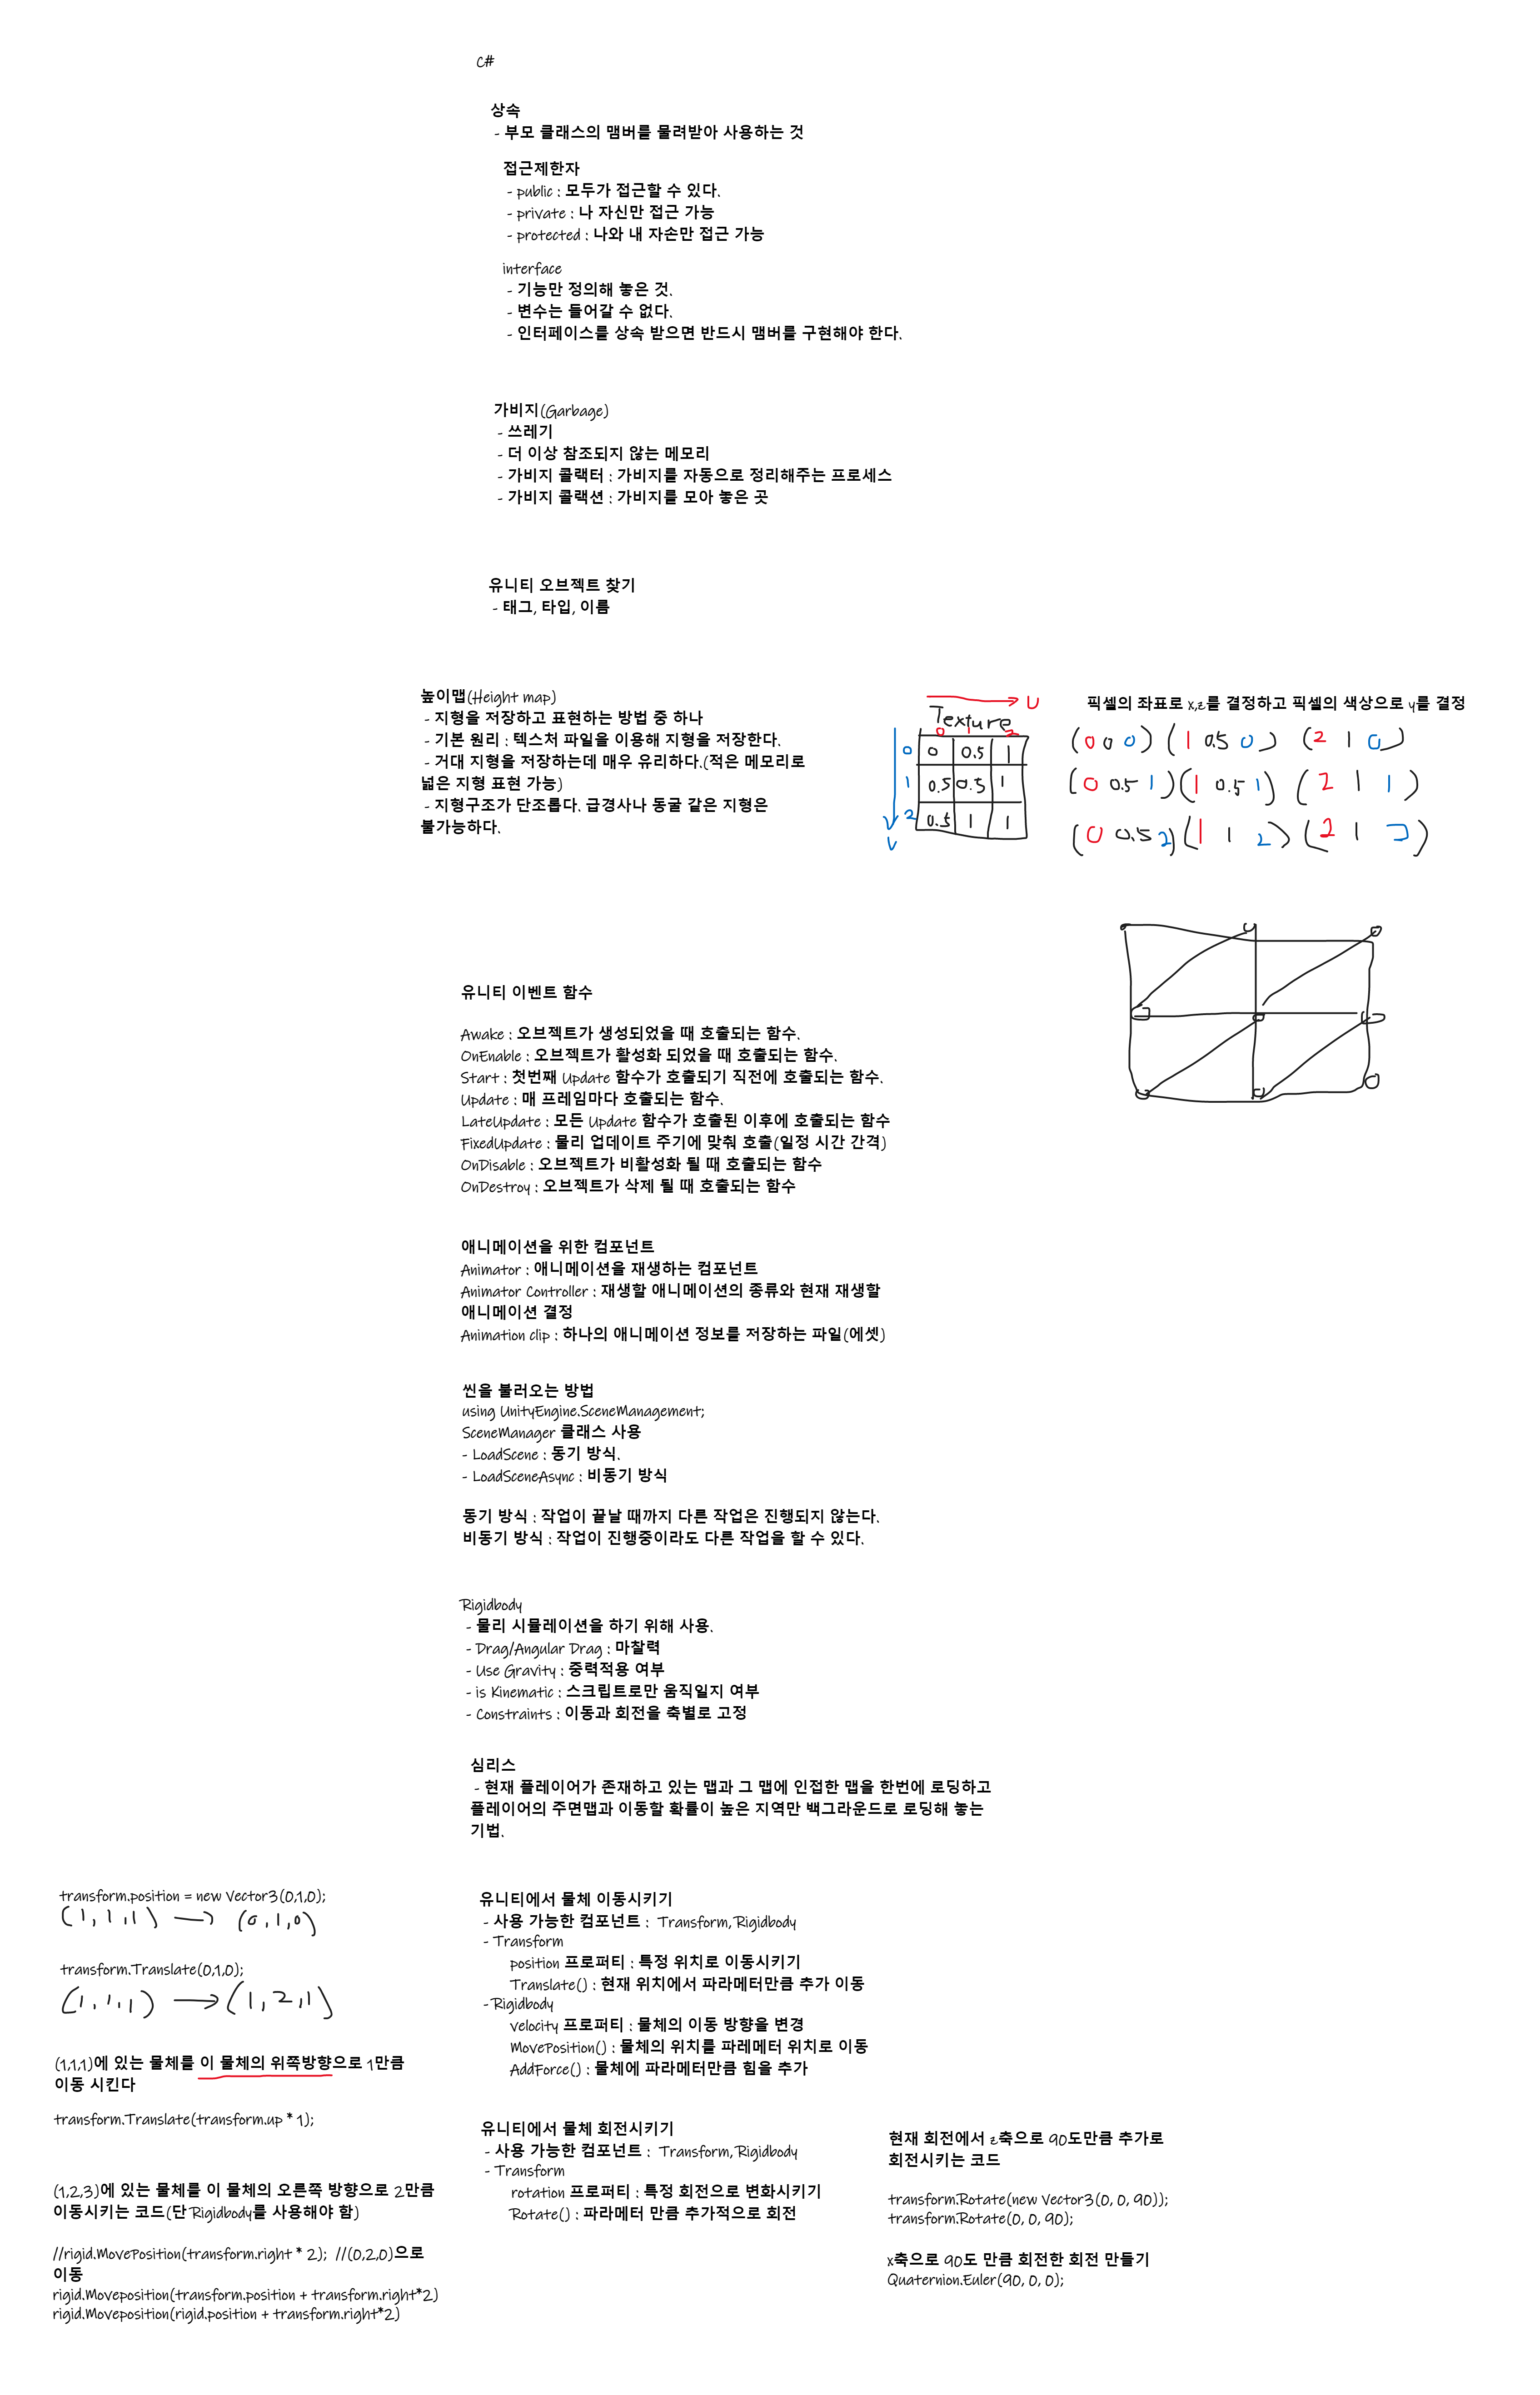 C#
상속
- 부모 클래스의 맴버를 물려받아 사용하는 것
접근제한자
- public : 모두가 접근할 수 있다.
- private : 나 자신만 접근 가능
- protected : 나와 내 자손만 접근 가능
interface
- 기능만 정의해 놓은 것.
- 변수는 들어갈 수 없다.
- 인터페이스를 상속 받으면 반드시 맴버를 구현해야 한다.
가비지(Garbage)
- 쓰레기
- 더 이상 참조되지 않는 메모리
- 가비지 콜랙터 : 가비지를 자동으로 정리해주는 프로세스
- 가비지 콜랙션 : 가비지를 모아 놓은 곳
유니티 오브젝트 찾기
- 태그, 타입, 이름
높이맵(Height map)
- 지형을 저장하고 표현하는 방법 중 하나
- 기본 원리 : 텍스처 파일을 이용해 지형을 저장한다.
- 거대 지형을 저장하는데 매우 유리하다.(적은 메모리로
넓은 지형 표현 가능)
- 지형구조가 단조롭다. 급경사나 동굴 같은 지형은
불가능하다.
U
Texture
0 1 2
0 0 0.5 1
1 0.5 0.5 1
2 0.5 1 1
V
픽셀의 좌표로 x,z를 결정하고 픽셀의 색상으로 y를 결정
(0 0 0) (1 0.5 0) (2 1 0)
(0 0.5 1) (1 0.5 1) (2 1 1)
(0 0.5 2) (1 1 2) (2 1 2)
유니티 이벤트 함수
Awake : 오브젝트가 생성되었을 때 호출되는 함수.
OnEnable : 오브젝트가 활성화 되었을 때 호출되는 함수.
Start : 첫번째 Update 함수가 호출되기 직전에 호출되는 함수.
Update : 매 프레임마다 호출되는 함수.
LateUpdate : 모든 Update 함수가 호출된 이후에 호출되는 함수
FixedUpdate : 물리 업데이트 주기에 맞춰 호출(일정 시간 간격)
OnDisable : 오브젝트가 비활성화 될 때 호출되는 함수
OnDestroy : 오브젝트가 삭제 될 때 호출되는 함수
애니메이션을 위한 컴포넌트
Animator : 애니메이션을 재생하는 컴포넌트
Animator Controller : 재생할 애니메이션의 종류와 현재 재생할
애니메이션 결정
Animation clip : 하나의 애니메이션 정보를 저장하는 파일(에셋)
씬을 불러오는 방법
using UnityEngine.SceneManagement;
SceneManager 클래스 사용
- LoadScene : 동기 방식.
- LoadSceneAsync : 비동기 방식
동기 방식 : 작업이 끝날 때까지 다른 작업은 진행되지 않는다.
비동기 방식 : 작업이 진행중이라도 다른 작업을 할 수 있다.
Rigidbody
- 물리 시뮬레이션을 하기 위해 사용.
- Drag/Angular Drag : 마찰력
- Use Gravity : 중력적용 여부
- is Kinematic : 스크립트로만 움직일지 여부
- Constraints : 이동과 회전을 축별로 고정
심리스
- 현재 플레이어가 존재하고 있는 맵과 그 맵에 인접한 맵을 한번에 로딩하고
플레이어의 주면맵과 이동할 확률이 높은 지역만 백그라운드로 로딩해 놓는
기법.
transform.position = new Vector3(0,1,0);
(1,1,1) → (0,1,0)
transform.Translate(0,1,0);
(1,1,1) → (1,2,1)
(1,1,1)에 있는 물체를 이 물체의 위쪽방향으로 1만큼
이동 시킨다
transform.Translate(transform.up * 1);
(1,2,3)에 있는 물체를 이 물체의 오른쪽 방향으로 2만큼
이동시키는 코드(단 Rigidbody를 사용해야 함)
//rigid.MovePosition(transform.right * 2); //(0,2,0)으로
이동
rigid.Moveposition(transform.position + transform.right*2)
rigid.Moveposition(rigid.position + transform.right*2)
유니티에서 물체 이동시키기
- 사용 가능한 컴포넌트 : Transform, Rigidbody
- Transform
position 프로퍼티 : 특정 위치로 이동시키기
Translate() : 현재 위치에서 파라메터만큼 추가 이동
- Rigidbody
velocity 프로퍼티 : 물체의 이동 방향을 변경
MovePosition() : 물체의 위치를 파레메터 위치로 이동
AddForce() : 물체에 파라메터만큼 힘을 추가
유니티에서 물체 회전시키기
- 사용 가능한 컴포넌트 : Transform, Rigidbody
- Transform
rotation 프로퍼티 : 특정 회전으로 변화시키기
Rotate() : 파라메터 만큼 추가적으로 회전
현재 회전에서 z축으로 90도만큼 추가로
회전시키는 코드
transform.Rotate(new Vector3(0, 0, 90));
transform.Rotate(0, 0, 90);
x축으로 90도 만큼 회전한 회전 만들기
Quaternion.Euler(90, 0, 0);